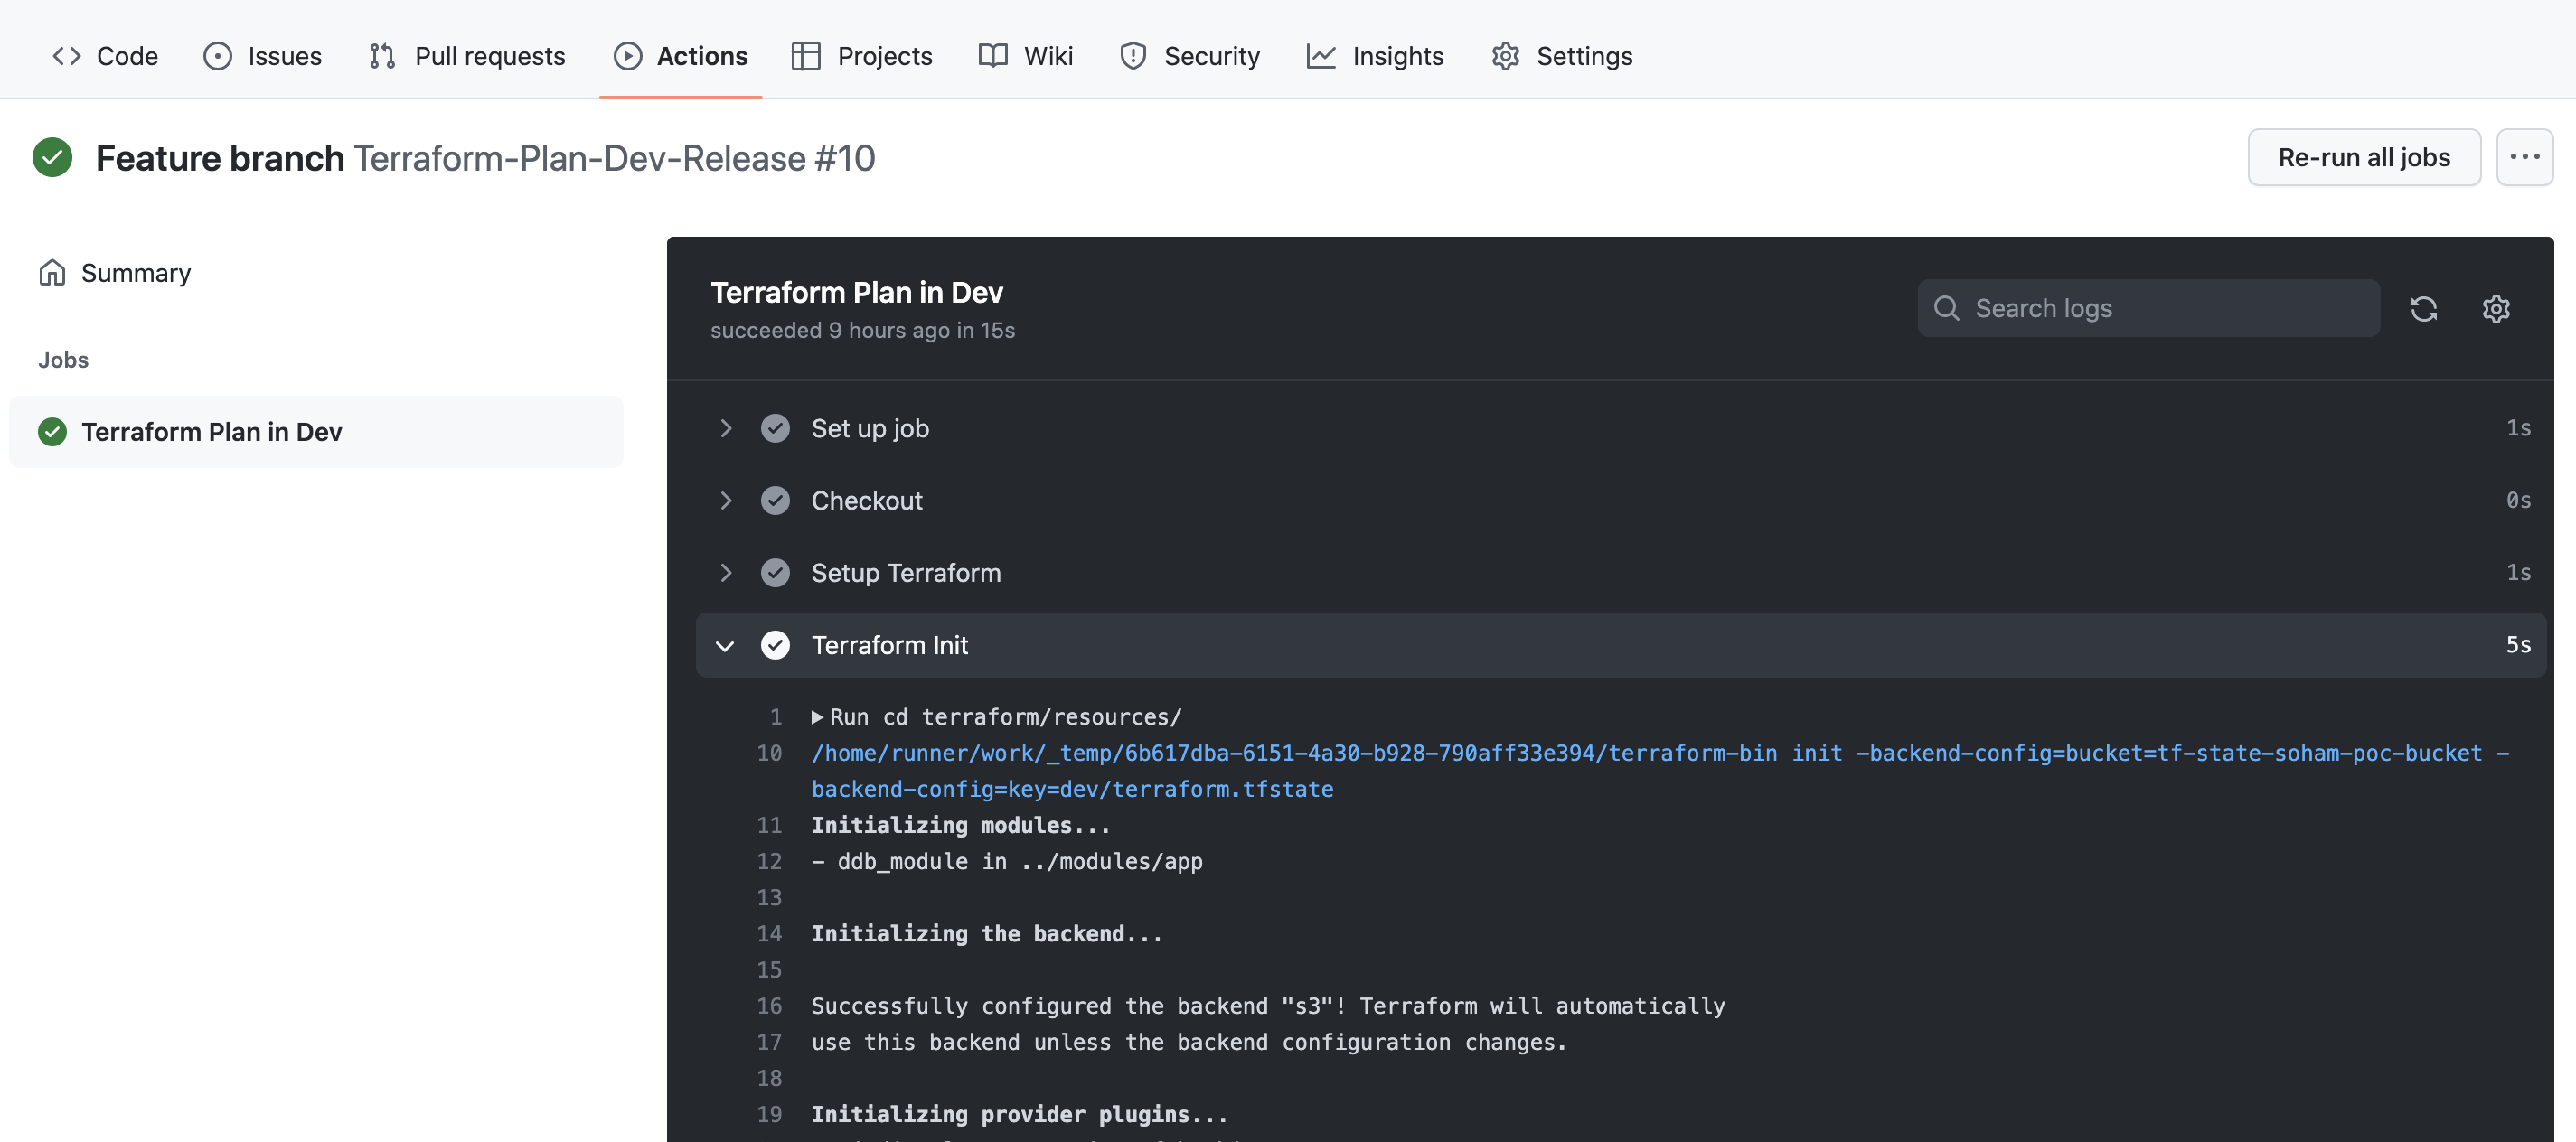 Code Issues Pull requests Actions Projects Wiki Security Insights Settings
Feature branch Terraform-Plan-Dev-Release #10
Re-run all jobs
Summary
Jobs
Terraform Plan in Dev
Terraform Plan in Dev
succeeded 9 hours ago in 15s
Search logs
Set up job 1s
Checkout 0s
Setup Terraform 1s
Terraform Init 5s
1 Run cd terraform/resources/
10 /home/runner/work/_temp/6b617dba-6151-4a30-b928-790aff33e394/terraform-bin init -backend-config=bucket=tf-state-soham-poc-bucket -
backend-config=key=dev/terraform.tfstate
11 Initializing modules...
12 - ddb_module in ../modules/app
13
14 Initializing the backend...
15
16 Successfully configured the backend "s3"! Terraform will automatically
17 use this backend unless the backend configuration changes.
18
19 Initializing provider plugins...